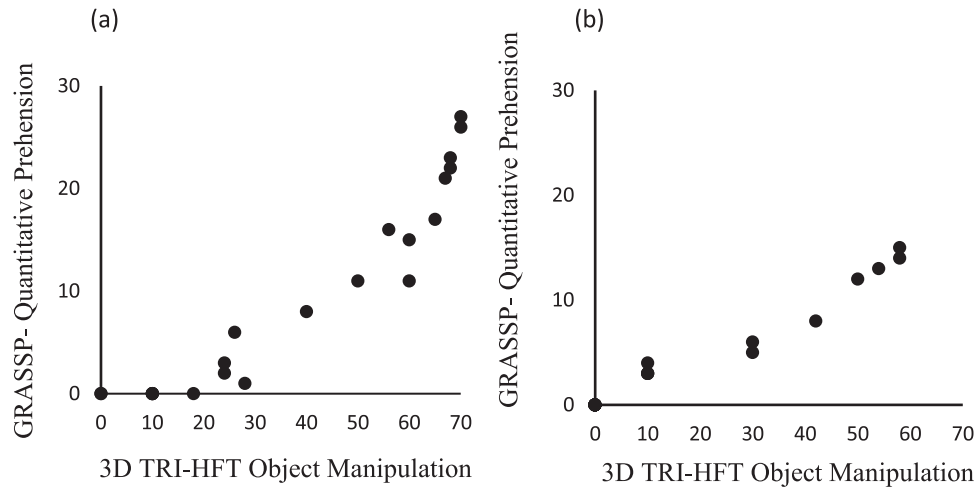 (a)
GRASSP- Quantitative Prehension
30
20
10
0
0 10 20 30 40 50 60 70
3D TRI-HFT Object Manipulation
(b)
GRASSP- Quantitative Prehension
30
20
10
0
0 10 20 30 40 50 60 70
3D TRI-HFT Object Manipulation